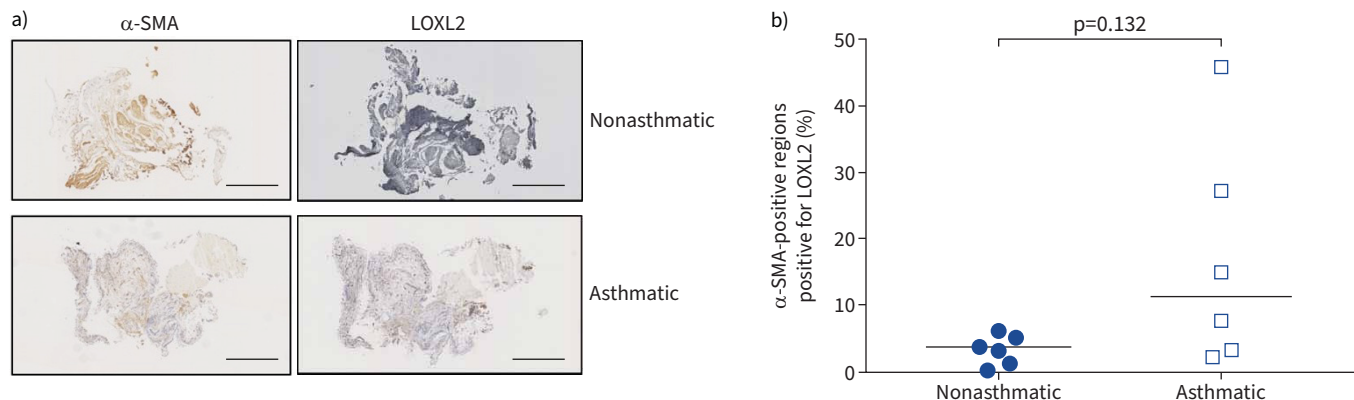 a)
α-SMA
LOXL2
Nonasthmatic
Asthmatic
b)
p=0.132
α-SMA-positive regions
positive for LOXL2 (%)
50
40
30
20
10
0
Nonasthmatic
Asthmatic